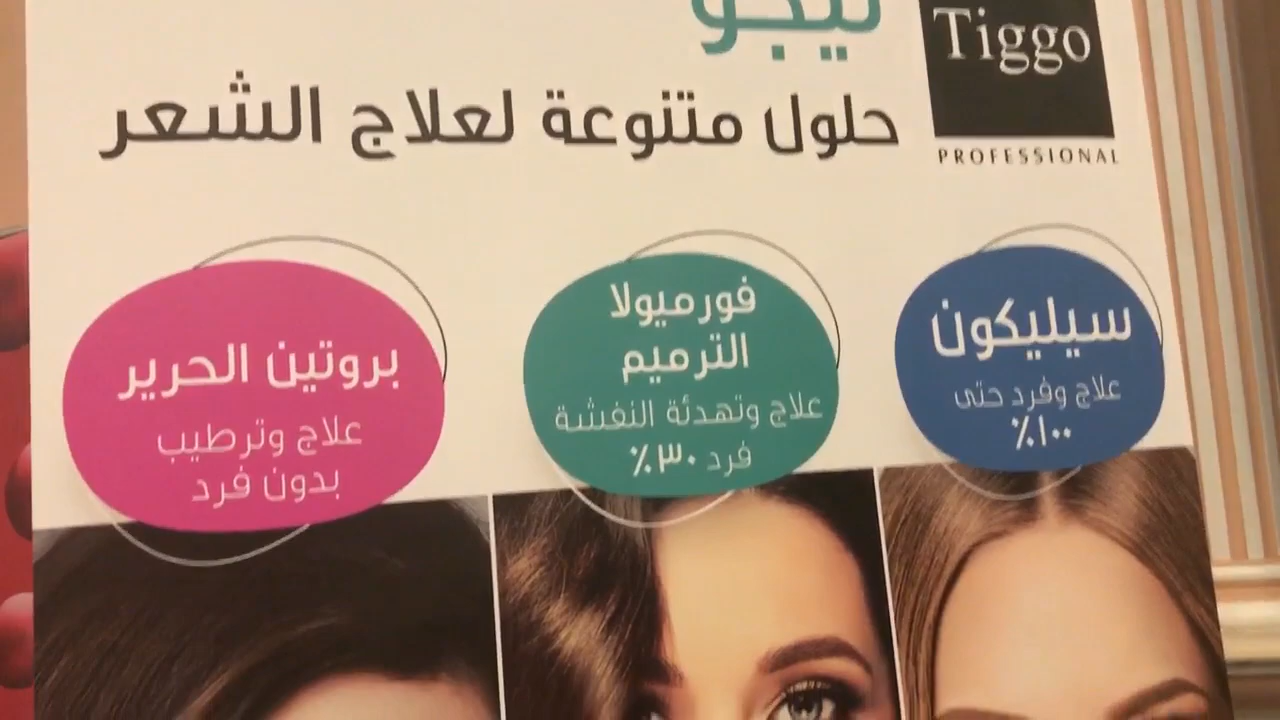 تيجو
Tiggo
PROFESSIONAL
حلول متنوعة لعلاج الشعر
سيليكون
علاج وفرد حتى
٪١٠٠
فورميولا
الترميم
علاج وتهدئة النفشة
فرد ٣٠٪
بروتين الحرير
علاج وترطيب
بدون فرد